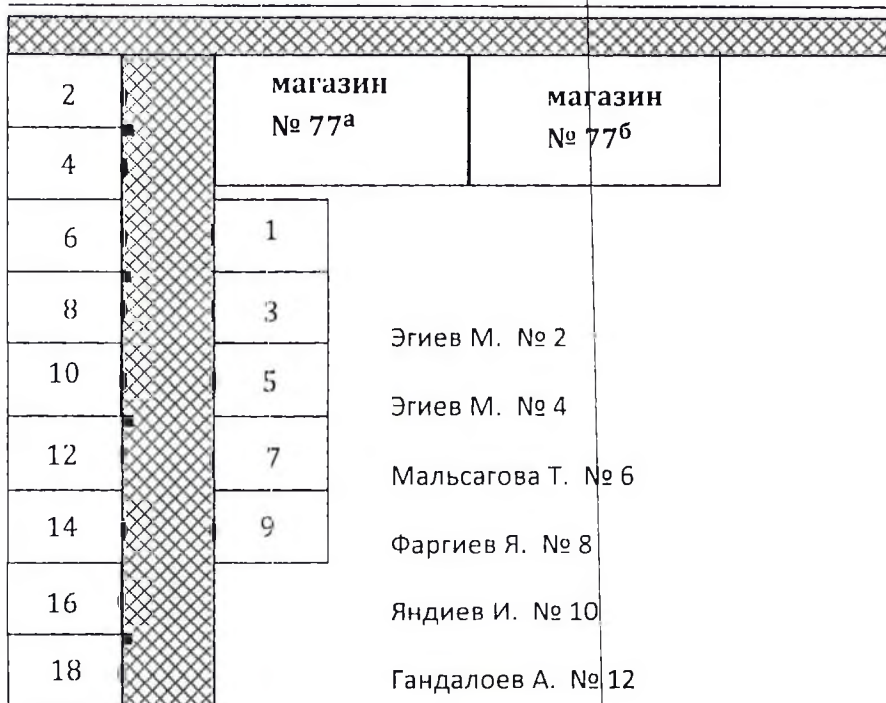 2
4
6
8
10
12
14
16
18
магазин
№ 77а
магазин
№ 77б
1
3
5
7
9
Эгиев М. № 2
Эгиев М. № 4
Мальсагова Т. № 6
Фаргиев Я. № 8
Яндиев И. № 10
Гандалоев А. № 12